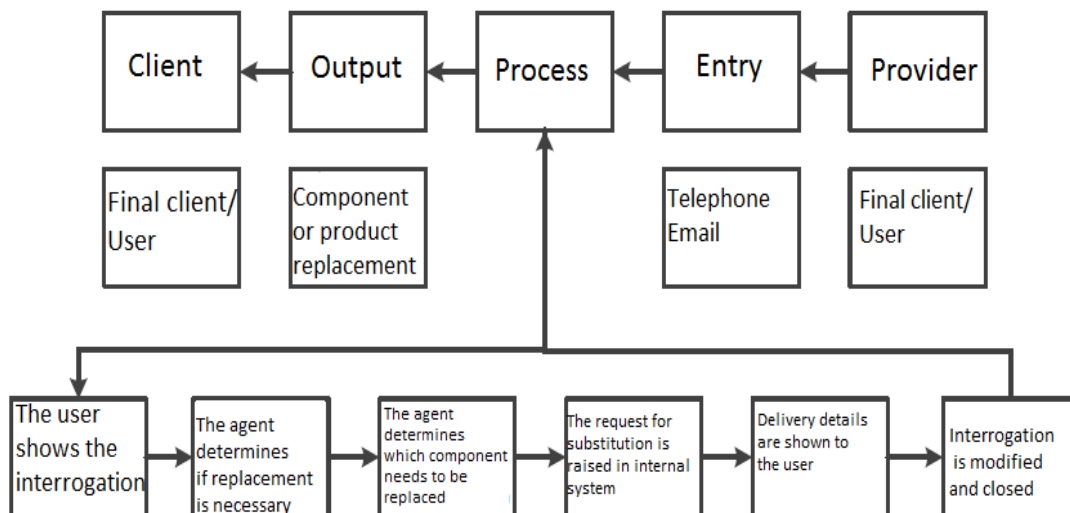 Client
Output
Process
Entry
Provider
Final client/
User
Component
or product
replacement
Telephone
Email
Final client/
User
The user
shows the
interrogation
The agent
determines
if replacement
is necessary
The agent
determines
which component
needs to be
replaced
The request for
substitution is
raised in internal
system
Delivery details
are shown to
the user
Interrogation
is modified
and closed